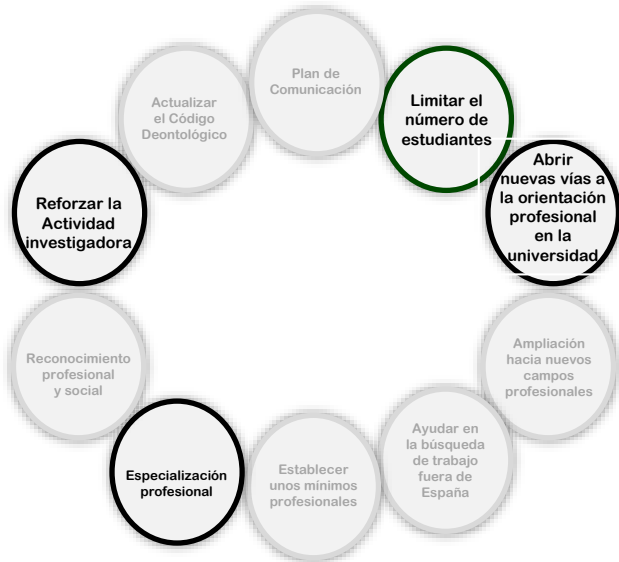 Plan de
Comunicación
Limitar el
número de
estudiantes
Abrir
nuevas vías a
la orientación
profesional
en la
universidad
Ampliación
hacia nuevos
campos
profesionales
Ayudar en
la búsqueda
de trabajo
fuera de
España
Establecer
unos mínimos
profesionales
Especialización
profesional
Reconocimiento
profesional
y social
Reforzar la
Actividad
investigadora
Actualizar
el Código
Deontológico